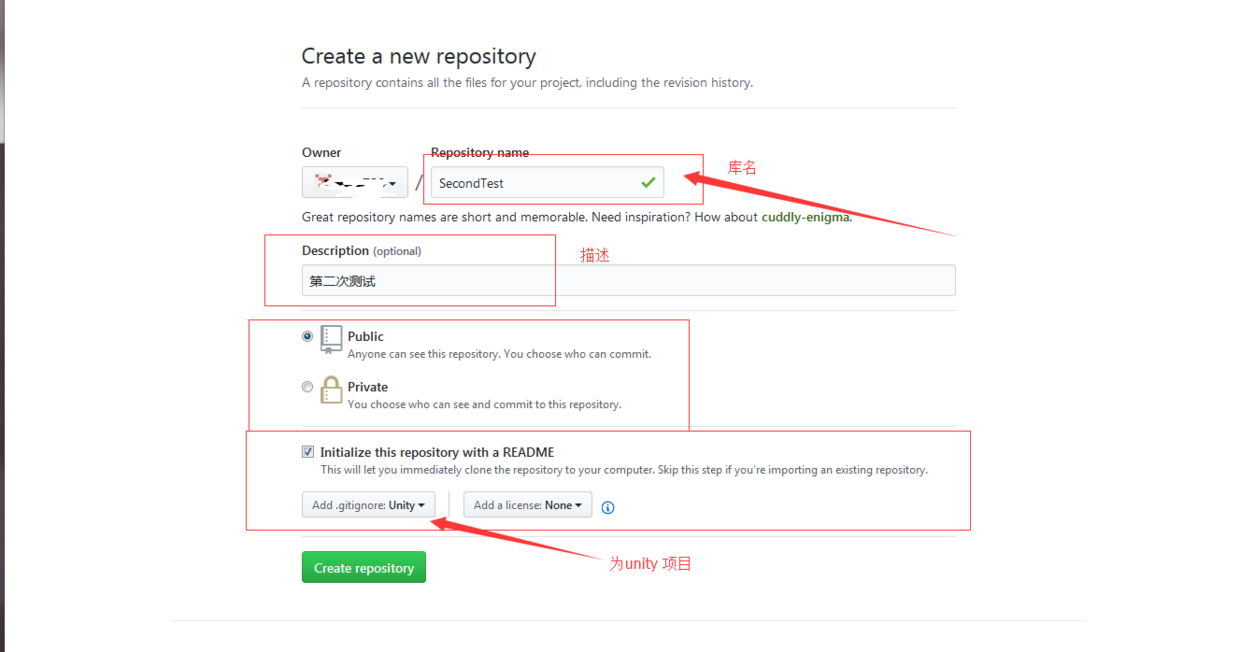 Create a new repository
A repository contains all the files for your project, including the revision history.
Owner
Repository name
/
SecondTest
库名
Great repository names are short and memorable. Need inspiration? How about cuddly-enigma.
Description (optional)
描述
第二次测试
Public
Anyone can see this repository. You choose who can commit.
Private
You choose who can see and commit to this repository.
Initialize this repository with a README
This will let you immediately clone the repository to your computer. Skip this step if you're importing an existing repository.
Add .gitignore: Unity
Add a license: None
为unity 项目
Create repository